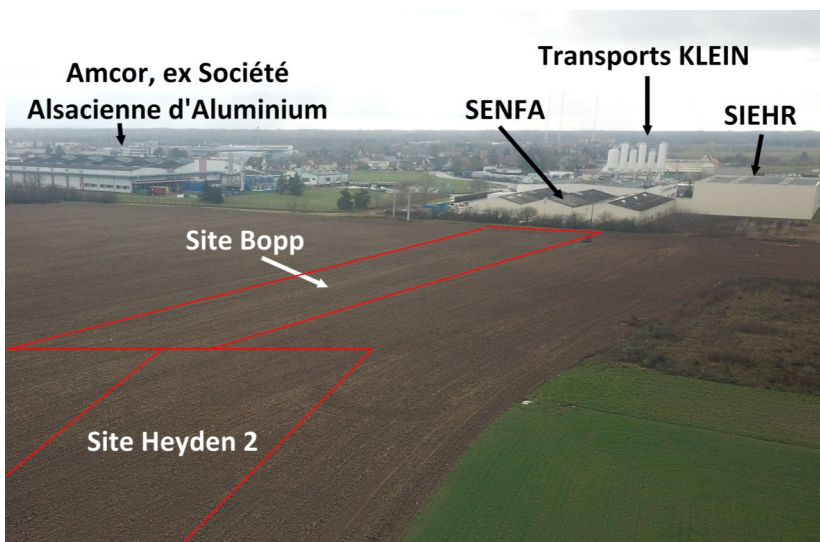 Amcor, ex Société
Alsacienne d'Aluminium
Transports KLEIN
SENFA
SIEHR
Site Bopp
Site Heyden 2